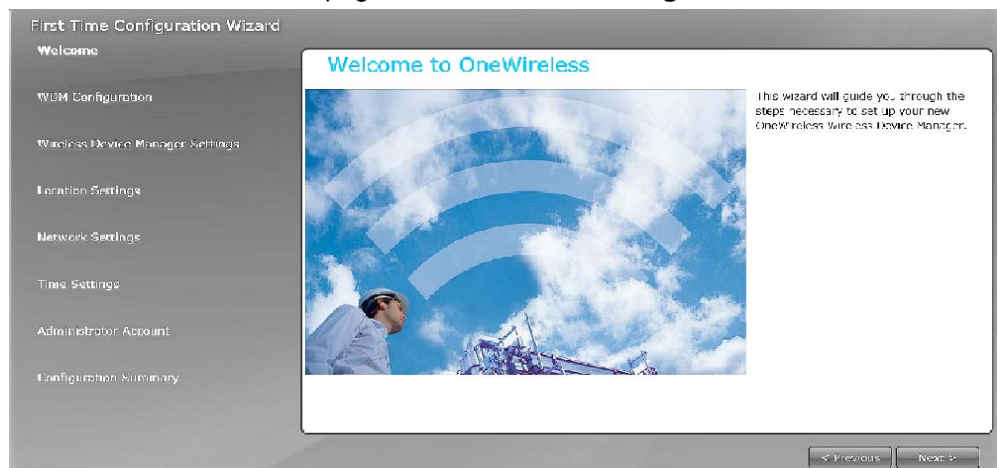 First Time Configuration Wizard
Welcome
WDM Configuration
Wireless Device Manager Settings
Location Settings
Network Settings
Time Settings
Administrator Account
Configuration Summary
Welcome to OneWireless
This wizard will guide you through the
steps necessary to set up your new
OneWireless Wireless Device Manager.
< Previous
Next >